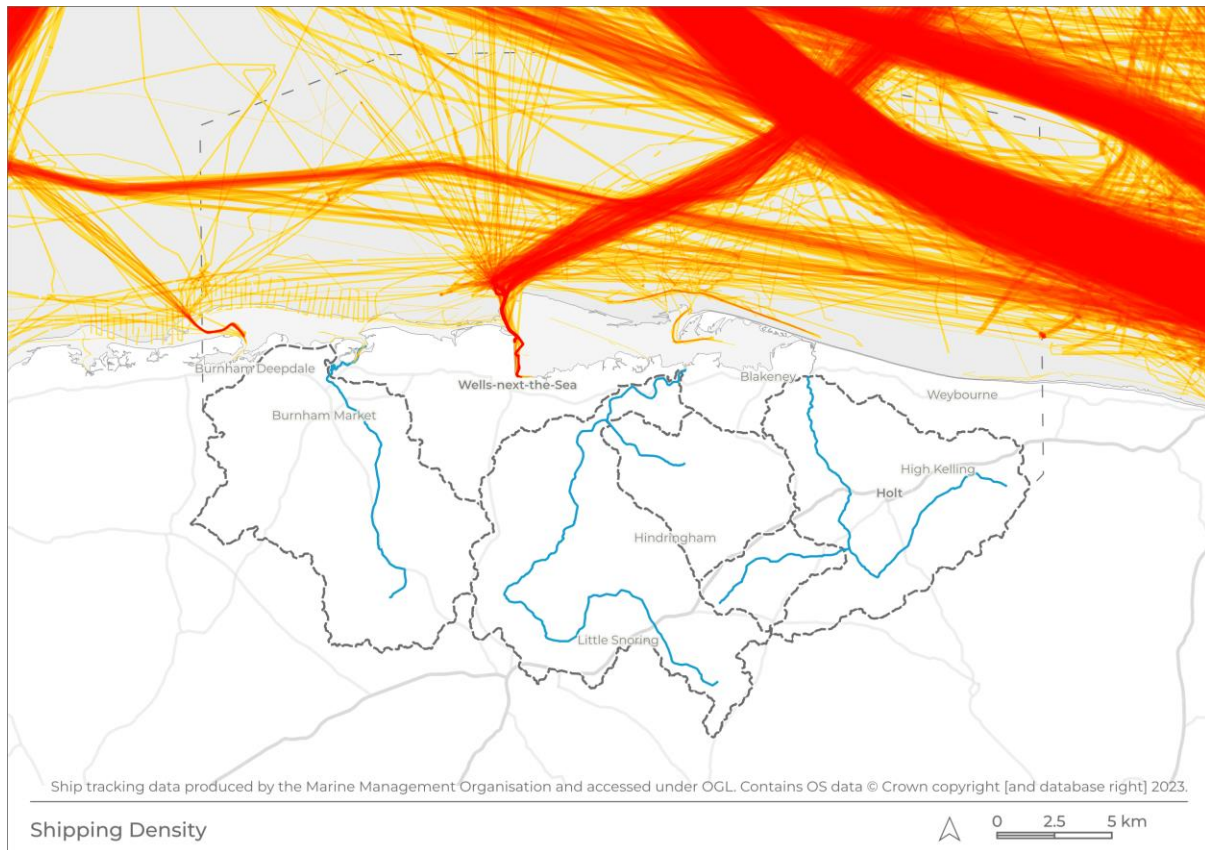 Burnham Deepdale
Wells-next-the-Sea
Blakeney
Weybourne
Burnham Market
High Kelling
Holt
Hindringham
Little Snoring
Ship tracking data produced by the Marine Management Organisation and accessed under OGL. Contains OS data © Crown copyright [and database right] 2023.
Shipping Density
0 2.5 5 km